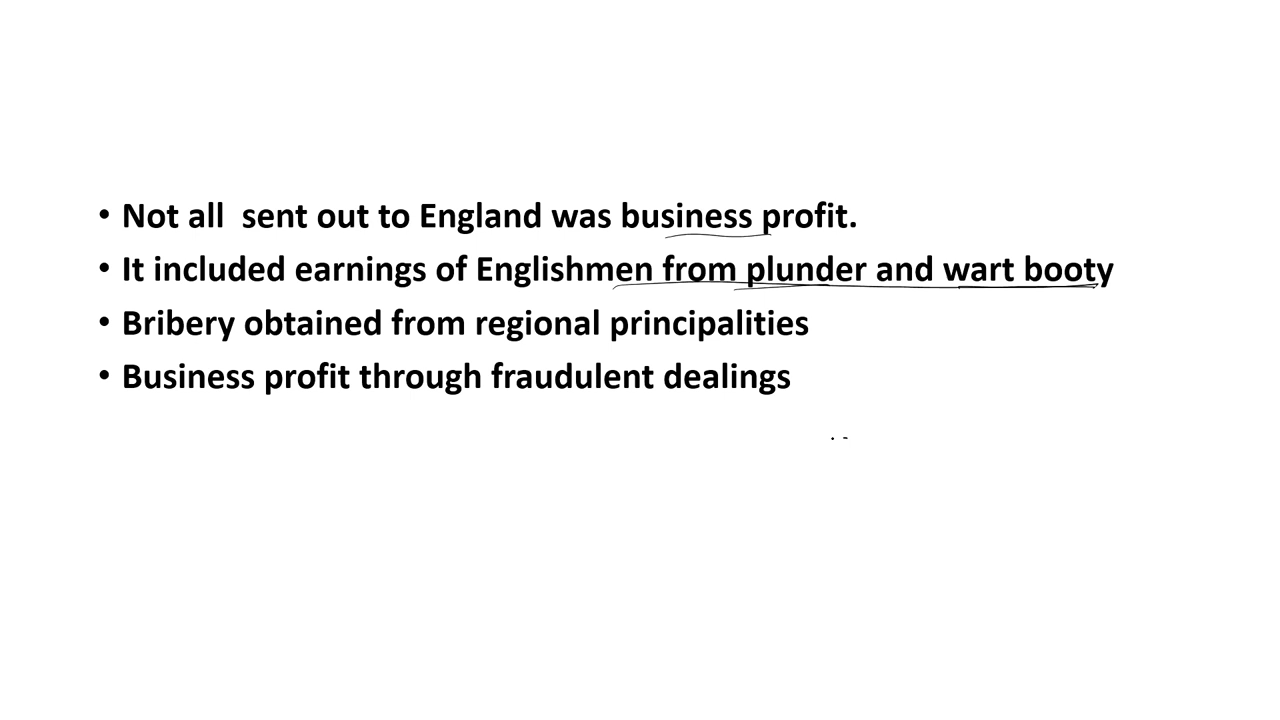 • Not all  sent out to England was business profit.
• It included earnings of Englishmen from plunder and wart booty
• Bribery obtained from regional principalities
• Business profit through fraudulent dealings